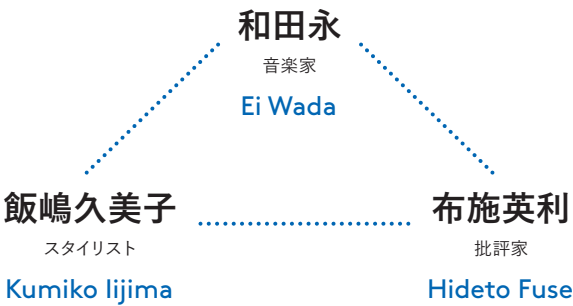 和田永
音楽家
Ei Wada
飯嶋久美子
スタイリスト
Kumiko Iijima
布施英利
批評家
Hideto Fuse